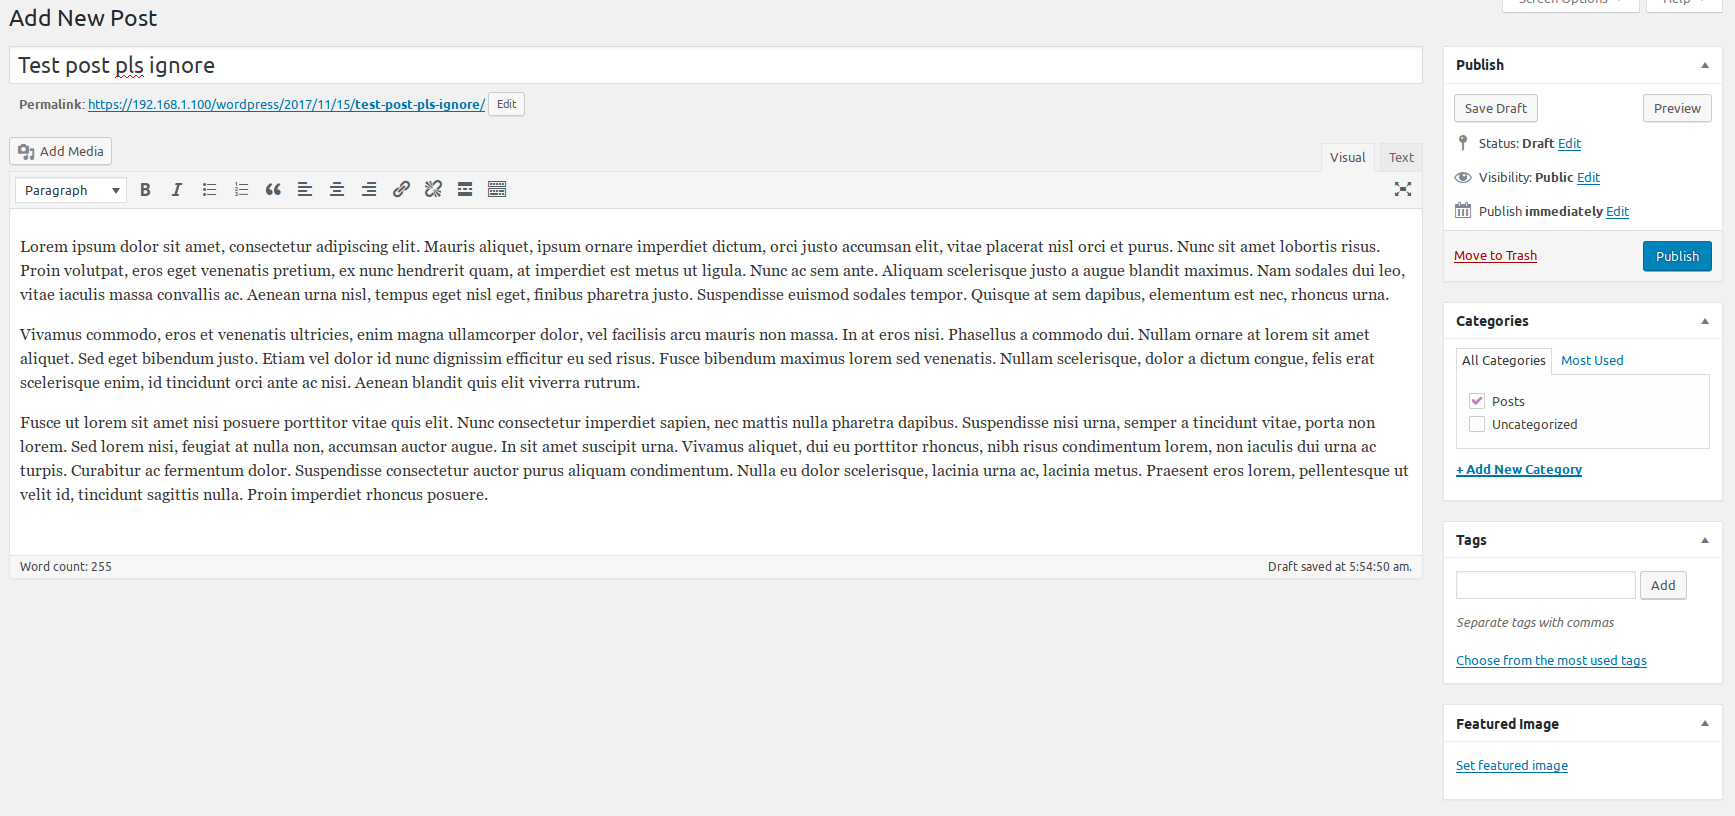 Add New Post
Screen Options
Help
Test post pls ignore
Permalink: https://192.168.1.100/wordpress/2017/11/15/test-post-pls-ignore/ Edit
Add Media
Visual Text
Paragraph
Lorem ipsum dolor sit amet, consectetur adipiscing elit. Mauris aliquet, ipsum ornare imperdiet dictum, orci justo accumsan elit, vitae placerat nisl orci et purus. Nunc sit amet lobortis risus.
Proin volutpat, eros eget venenatis pretium, ex nunc hendrerit quam, at imperdiet est metus ut ligula. Nunc ac sem ante. Aliquam scelerisque justo a augue blandit maximus. Nam sodales dui leo,
vitae iaculis massa convallis ac. Aenean urna nisl, tempus eget nisl eget, finibus pharetra justo. Suspendisse euismod sodales tempor. Quisque at sem dapibus, elementum est nec, rhoncus urna.
Vivamus commodo, eros et venenatis ultricies, enim magna ullamcorper dolor, vel facilisis arcu mauris non massa. In at eros nisi. Phasellus a commodo dui. Nullam ornare at lorem sit amet
aliquet. Sed eget bibendum justo. Etiam vel dolor id nunc dignissim efficitur eu sed risus. Fusce bibendum maximus lorem sed venenatis. Nullam scelerisque, dolor a dictum congue, felis erat
scelerisque enim, id tincidunt orci ante ac nisi. Aenean blandit quis elit viverra rutrum.
Fusce ut lorem sit amet nisi posuere porttitor vitae quis elit. Nunc consectetur imperdiet sapien, nec mattis nulla pharetra dapibus. Suspendisse nisi urna, semper a tincidunt vitae, porta non
lorem. Sed lorem nisi, feugiat at nulla non, accumsan auctor augue. In sit amet suscipit urna. Vivamus aliquet, dui eu porttitor rhoncus, nibh risus condimentum lorem, non iaculis dui urna ac
turpis. Curabitur ac fermentum dolor. Suspendisse consectetur auctor purus aliquam condimentum. Nulla eu dolor scelerisque, lacinia urna ac, lacinia metus. Praesent eros lorem, pellentesque ut
velit id, tincidunt sagittis nulla. Proin imperdiet rhoncus posuere.
Word count: 255
Draft saved at 5:54:50 am.
Publish
Save Draft
Preview
Status: Draft Edit
Visibility: Public Edit
Publish immediately Edit
Move to Trash
Publish
Categories
All Categories Most Used
Posts
Uncategorized
+ Add New Category
Tags
Add
Separate tags with commas
Choose from the most used tags
Featured Image
Set featured image